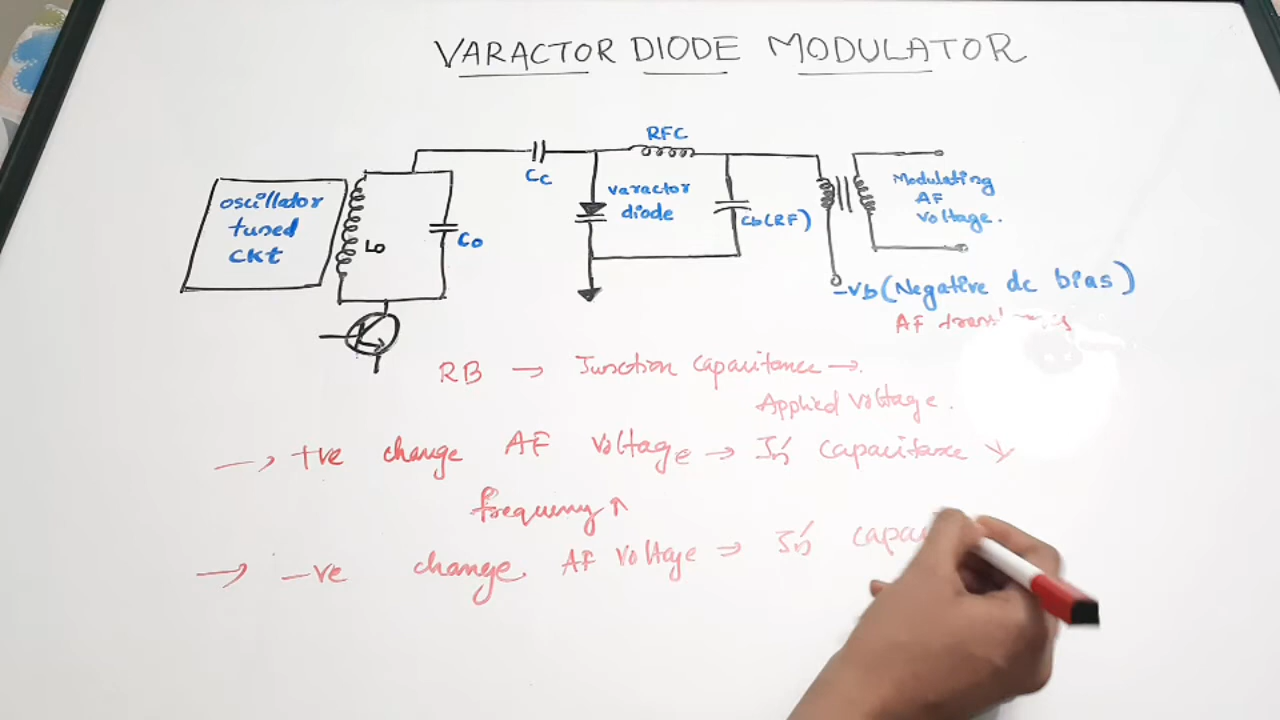 VARACTOR DIODE MODULATOR
RFC
Cc
oscillator
tuned
CKt
Lo
Co
varactor
diode
Cb(RF)
Modulating
AF
Voltage.
-Vb (Negative dc bias)
AF
RB → Junction Capacitance →.
Applied Voltage.
→ +ve change AF Voltage → Jn Capacitance ↓
frequency ↑
→ -ve change AF Voltage → Jn